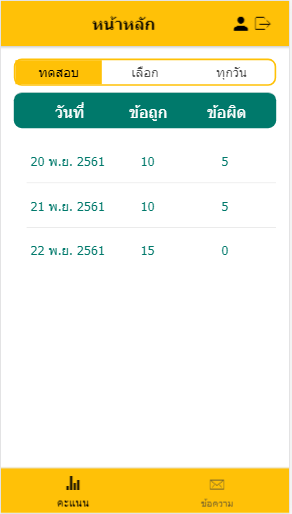 หน้าหลัก
ทดสอบ เลือก ทุกวัน
วันที่ ข้อถูก ข้อผิด
20 พ.ย. 2561 10 5
21 พ.ย. 2561 10 5
22 พ.ย. 2561 15 0
คะแนน ข้อความ